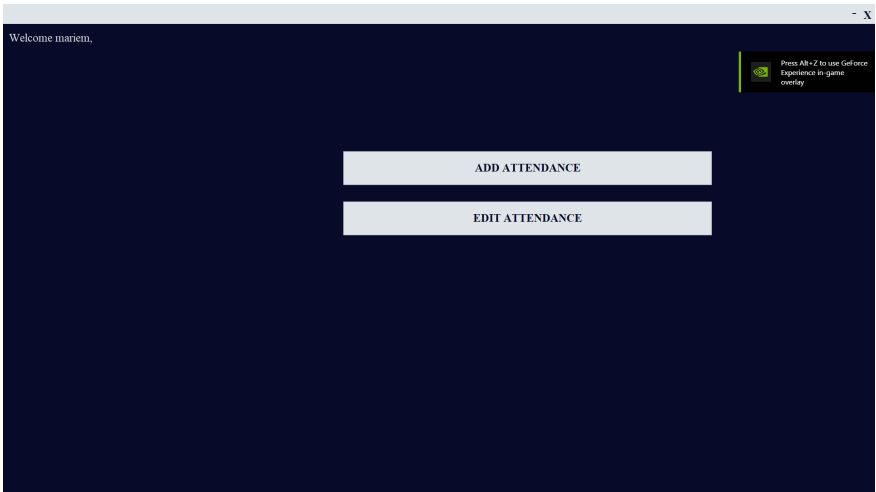 - X
Welcome mariem,
Press Alt+Z to use GeForce
Experience in-game
overlay
ADD ATTENDANCE
EDIT ATTENDANCE